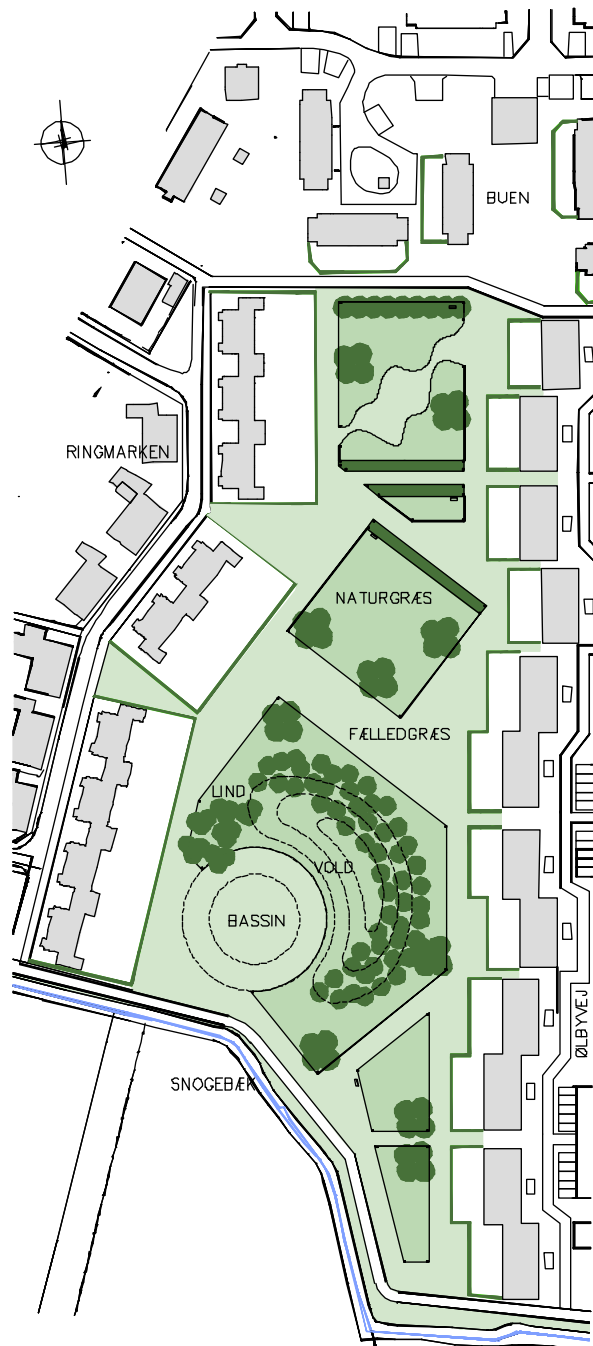 BUEN
RINGMARKEN
NATURGRÆS
FÆLLEDGRÆS
LIND
VOLD
BASSIN
ØLBYVEJ
SNOGEBÆK